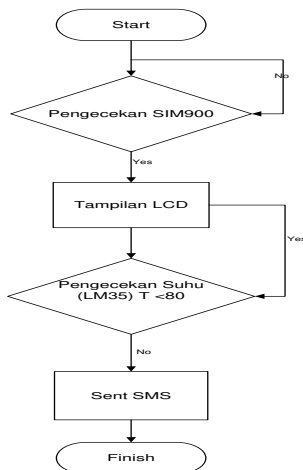 Start
No
Pengecekan SIM900
Yes
Tampilan LCD
Yes
Pengecekan Suhu
(LM35) T <80
No
Sent SMS
Finish